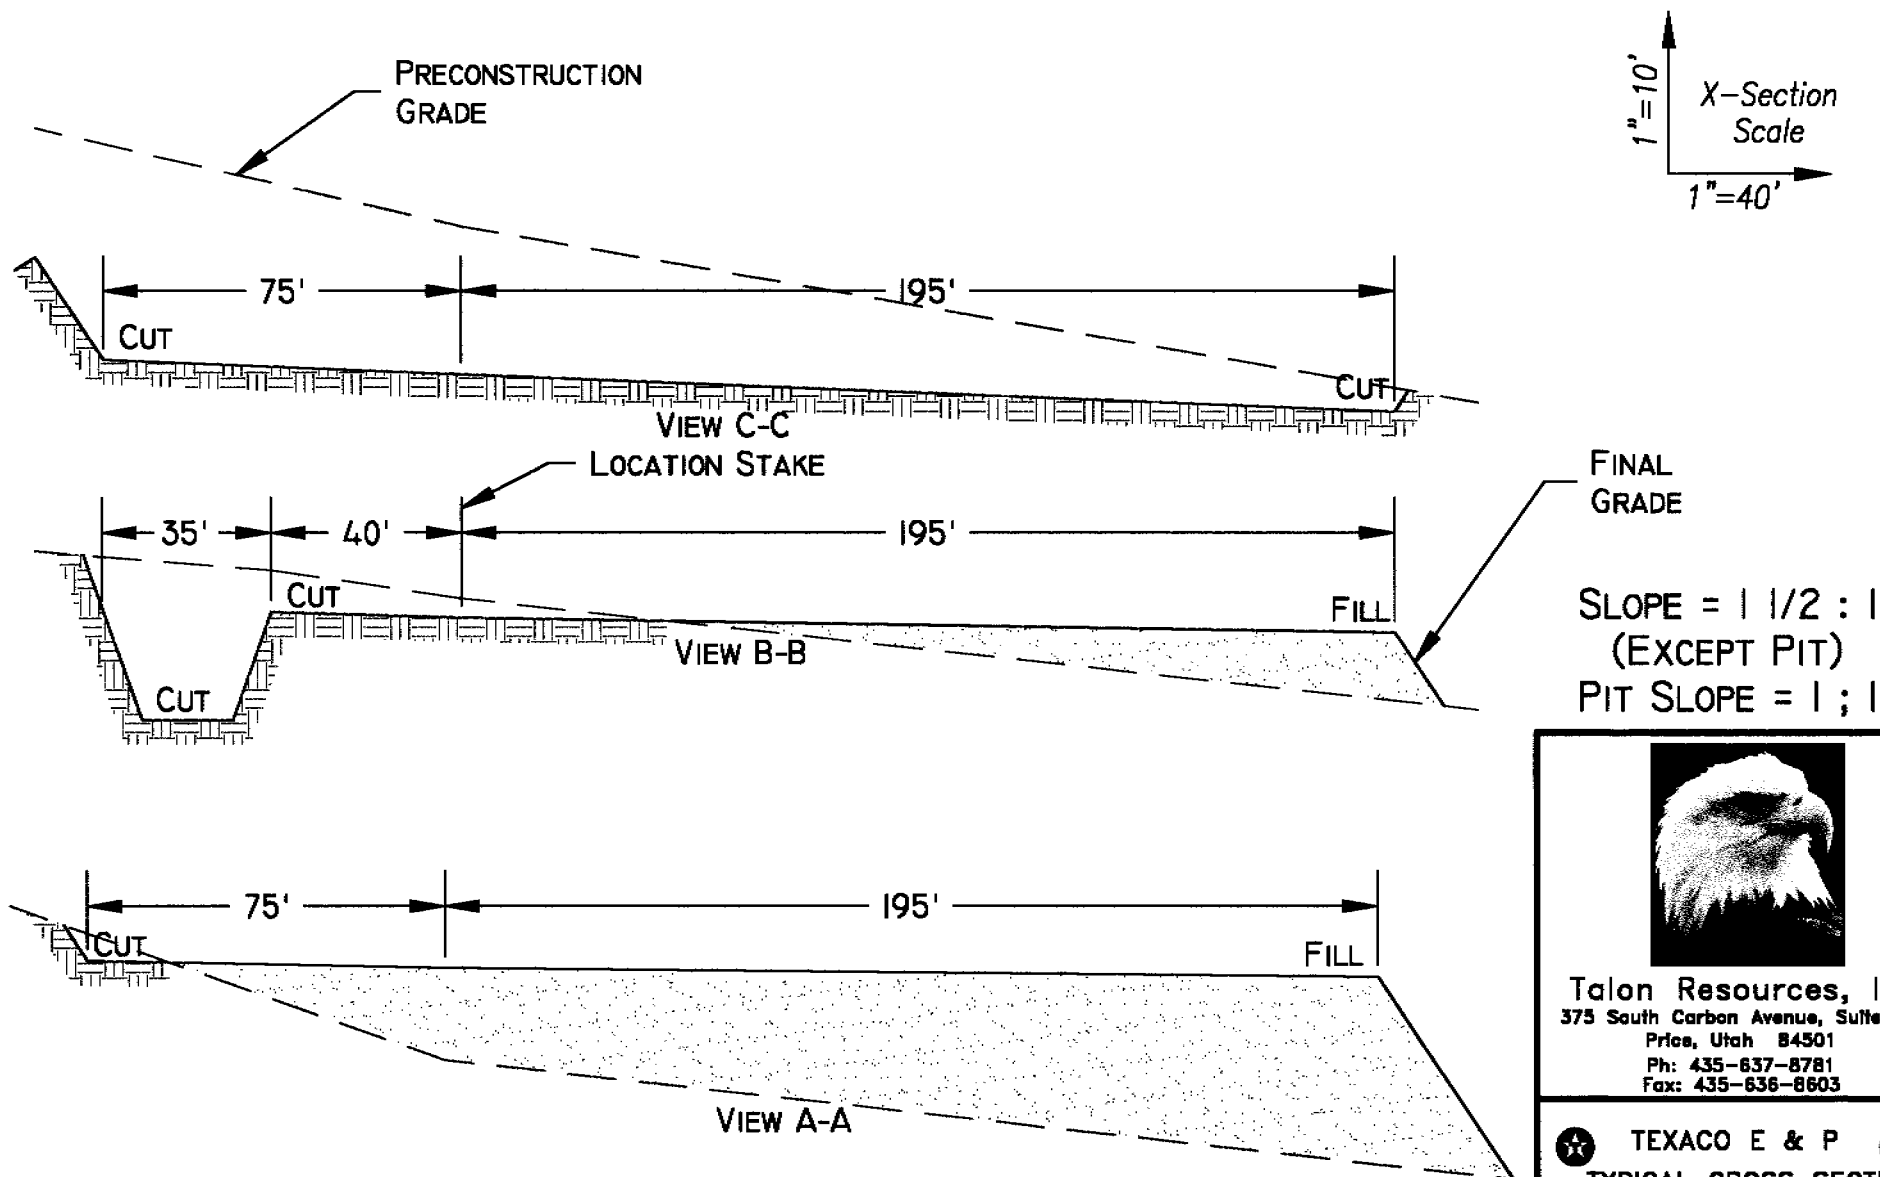 PRECONSTRUCTION
GRADE
1"=10'
X-Section
Scale
1"=40'
75'
195'
CUT
CUT
VIEW C-C
LOCATION STAKE
FINAL
GRADE
35'
40'
195'
CUT
FILL
CUT
VIEW B-B
SLOPE = 1 1/2 : 1
(EXCEPT PIT)
PIT SLOPE = 1 ; 1
75'
195'
CUT
FILL
VIEW A-A
Talon Resources,
375 South Carbon Avenue, Suite
Price, Utah 84501
Ph: 435-637-8781
Fax: 435-636-8603
TEXACO E & P
TYPICAL CROSS